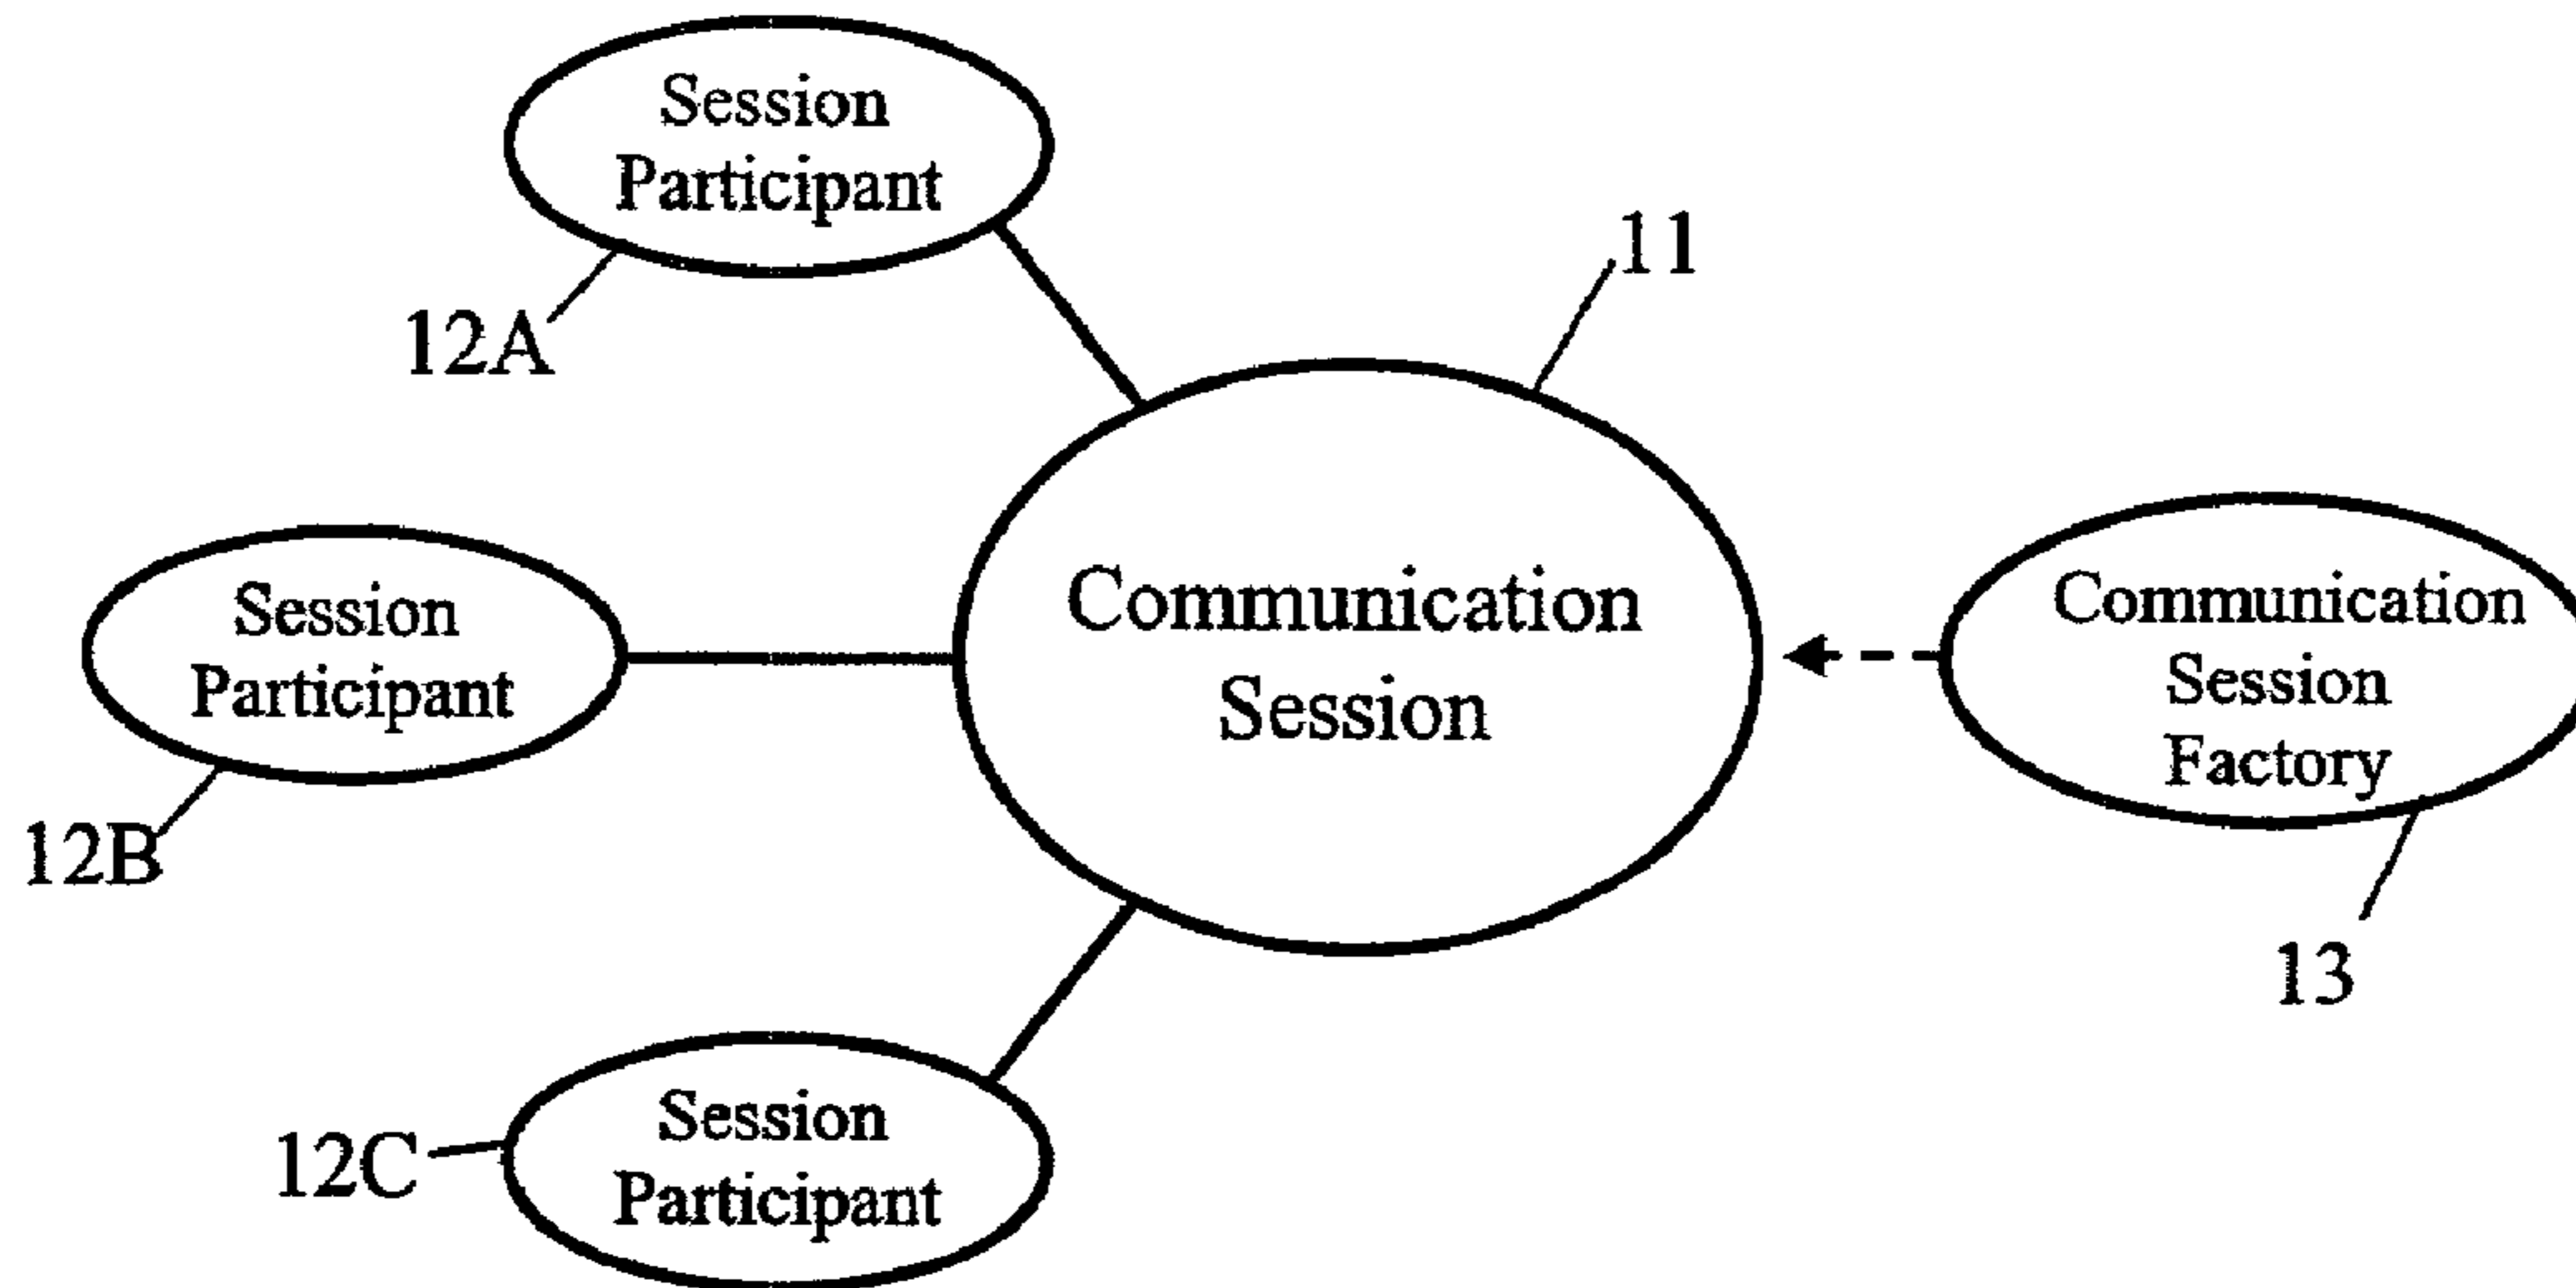 Session
Participant
12A
11
Session
Participant
12B
Communication
Session
Communication
Session
Factory
13
Session
Participant
12C